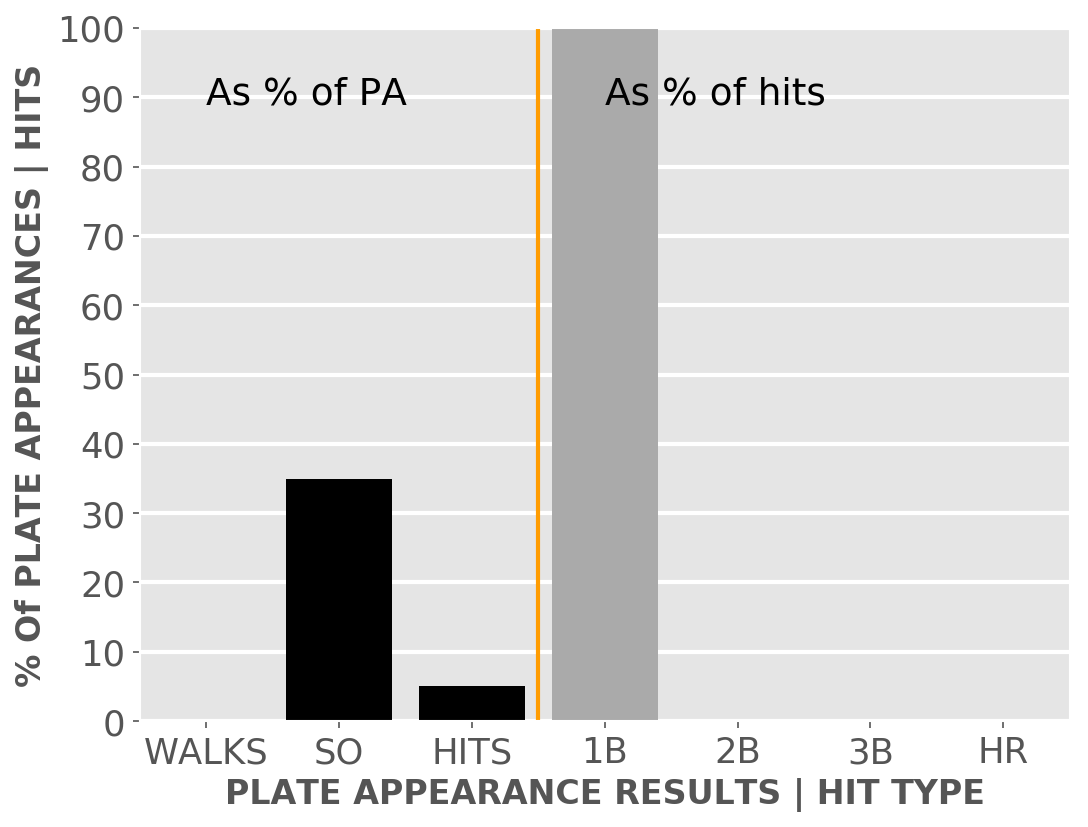 100
90
80
70
60
50
40
30
20
10
0
% Of PLATE APPEARANCES | HITS
As % of PA
As % of hits
WALKS SO HITS 1B 2B 3B HR
PLATE APPEARANCE RESULTS | HIT TYPE